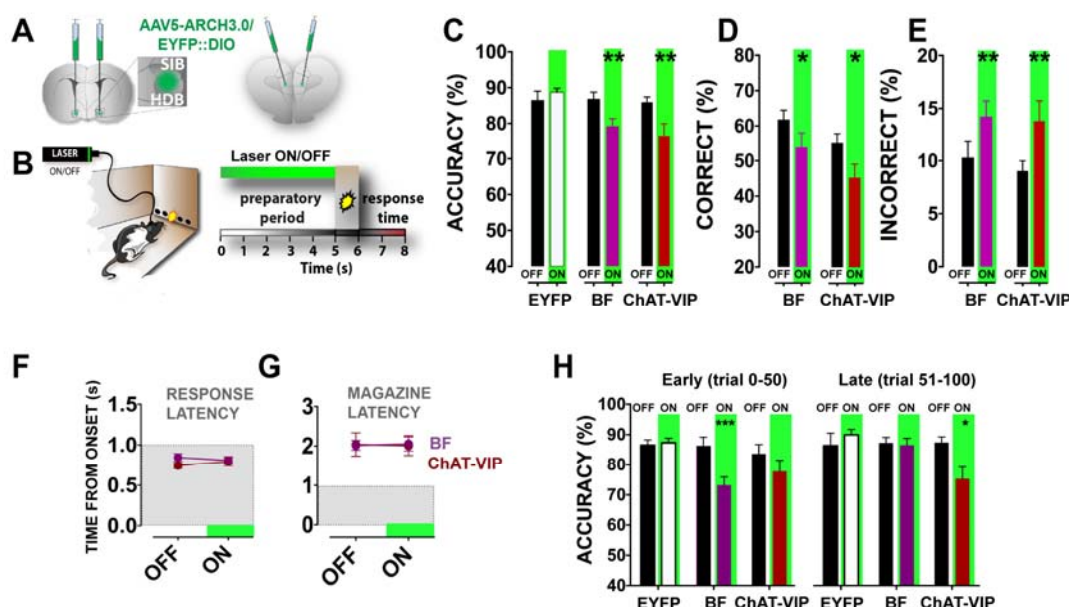 A
AAV5-ARCH3.0/
EYFP::DIO
SIB
HDB
B
LASER
ON/OFF
Laser ON/OFF
preparatory
period
response
time
0 1 2 3 4 5 6 7 8
Time (s)
C
ACCURACY (%)
100
90
80
70
60
50
40
** **
OFF ON OFF ON OFF ON
EYFP BF ChAT-VIP
D
CORRECT (%)
80
70
60
50
40
30
20
* *
OFF ON OFF ON
BF ChAT-VIP
E
INCORRECT (%)
20
15
10
5
0
** **
OFF ON OFF ON
BF ChAT-VIP
F
TIME FROM ONSET (s)
RESPONSE
LATENCY
1.5
1.0
0.5
0.0
OFF ON
G
MAGAZINE
LATENCY
3
2
1
0
BF
ChAT-VIP
OFF ON
H
Early (trial 0-50) Late (trial 51-100)
ACCURACY (%)
OFF ON OFF ON OFF ON OFF ON OFF ON OFF ON
*** *
100
90
80
70
60
50
40
EYFP BF ChAT-VIP EYFP BF ChAT-VIP